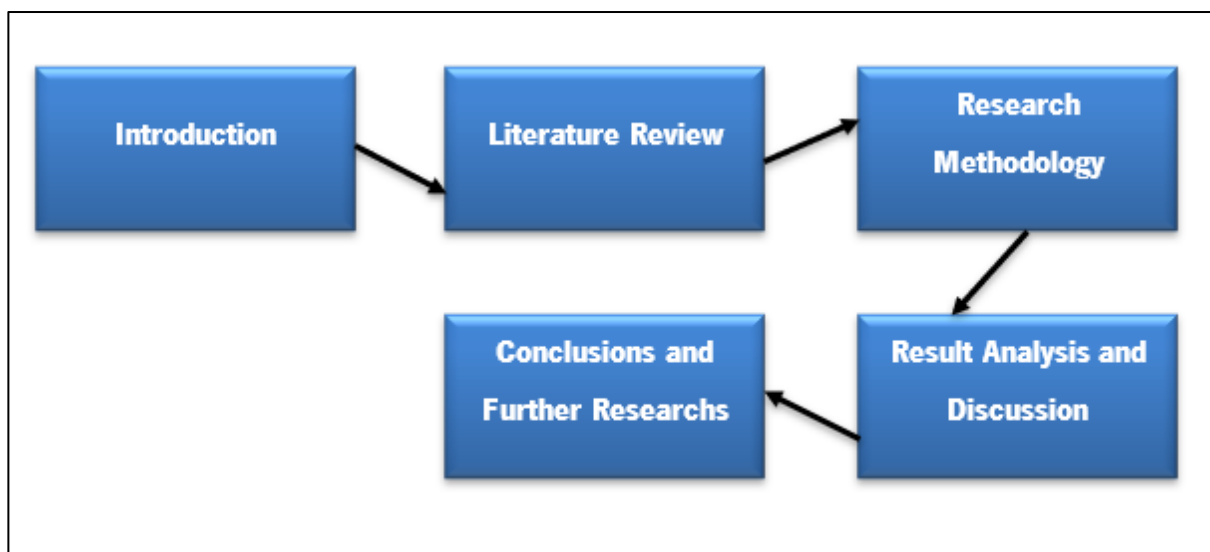 Introduction
Literature Review
Research
Methodology
Result Analysis and
Discussion
Conclusions and
Further Researchs